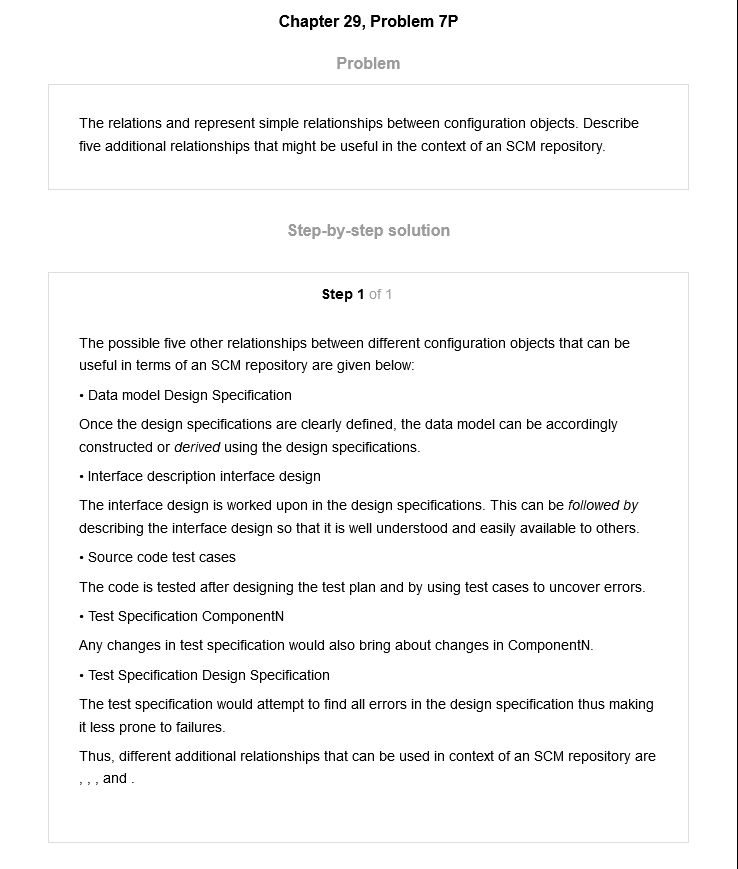 Chapter 29, Problem 7P
Problem
The relations and represent simple relationships between configuration objects. Describe
five additional relationships that might be useful in the context of an SCM repository.
Step-by-step solution
Step 1 of 1
The possible five other relationships between different configuration objects that can be
useful in terms of an SCM repository are given below:
• Data model Design Specification
Once the design specifications are clearly defined, the data model can be accordingly
constructed or derived using the design specifications.
• Interface description interface design
The interface design is worked upon in the design specifications. This can be followed by
describing the interface design so that it is well understood and easily available to others.
• Source code test cases
The code is tested after designing the test plan and by using test cases to uncover errors.
• Test Specification ComponentN
Any changes in test specification would also bring about changes in ComponentN.
• Test Specification Design Specification
The test specification would attempt to find all errors in the design specification thus making
it less prone to failures.
Thus, different additional relationships that can be used in context of an SCM repository are
, , , and .